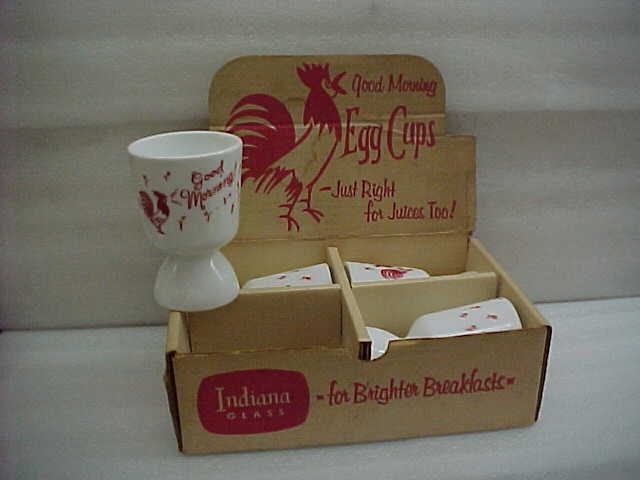 Good Morning
Egg Cups
—Just Right
for Juices Too!
Good
Morning!
Indiana
GLASS
-for Brighter Breakfasts-